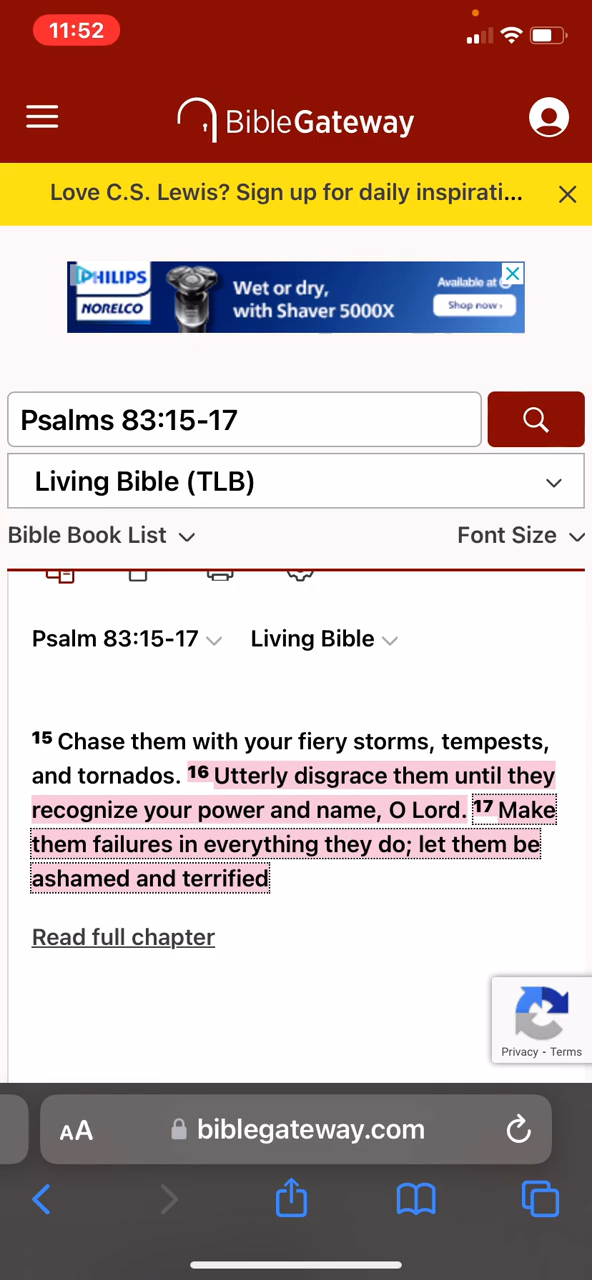 11:52
BibleGateway
Love C.S. Lewis? Sign up for daily inspirati...
PHILIPS
NORELCO
Wet or dry,
with Shaver 5000X
Available at
Shop now ›
Psalms 83:15-17
Living Bible (TLB)
Bible Book List
Font Size
Psalm 83:15-17 Living Bible
15 Chase them with your fiery storms, tempests,
and tornados. 16 Utterly disgrace them until they
recognize your power and name, O Lord. 17 Make
them failures in everything they do; let them be
ashamed and terrified
Read full chapter
Privacy - Terms
AA biblegateway.com